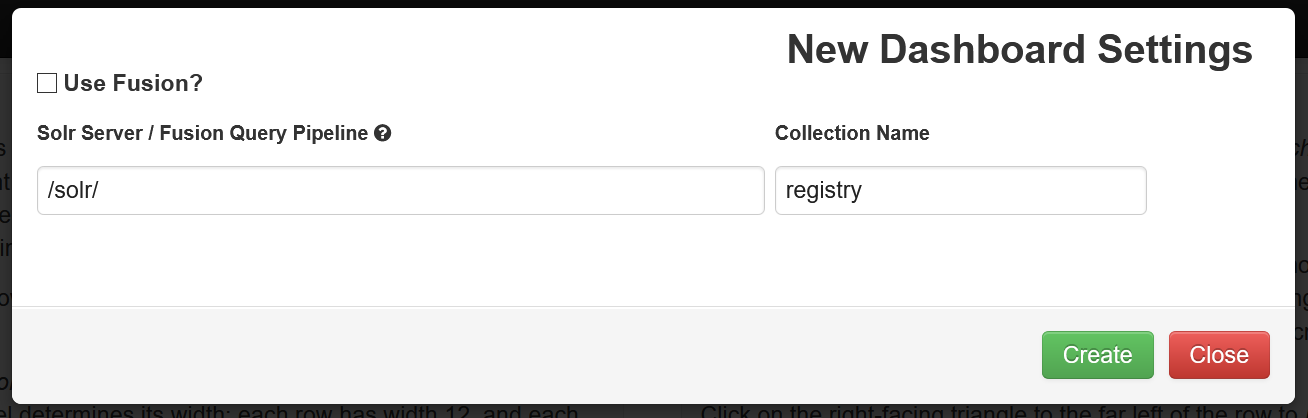 New Dashboard Settings
Use Fusion?
Solr Server / Fusion Query Pipeline ?
Collection Name
/solr/
registry
Create
Close
el determines its width; each row has width 12, and each
Click on the right-facing triangle to the far left of the row to